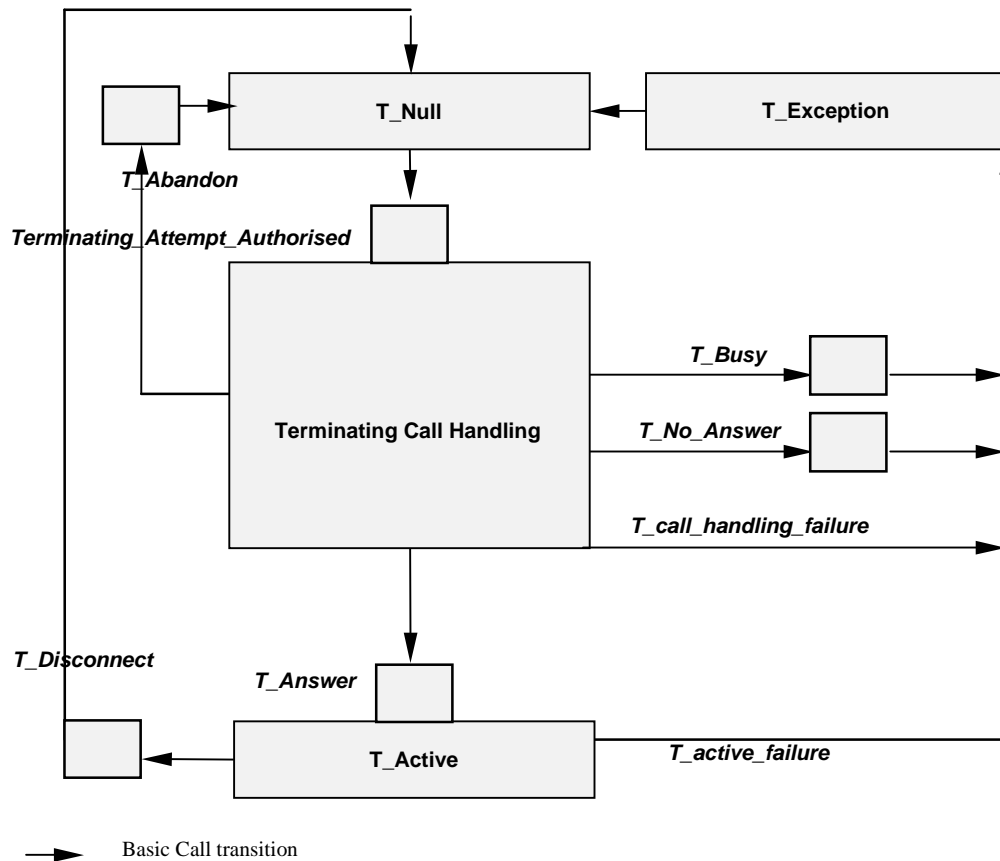 T_Null
T_Exception
T_Abandon
Terminating_Attempt_Authorised
T_Busy
Terminating Call Handling
T_No_Answer
T_call_handling_failure
T_Disconnect
T_Answer
T_Active
T_active_failure
Basic Call transition